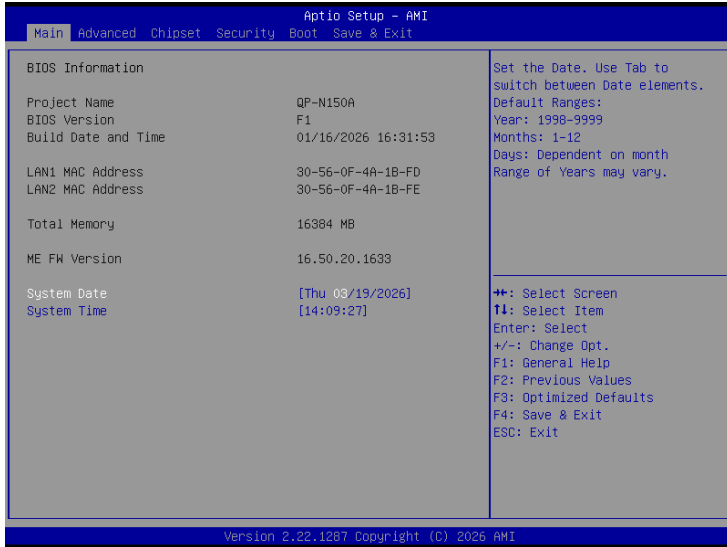 Aptio Setup – AMI
Main Advanced Chipset Security Boot Save & Exit
BIOS Information
Project Name QP-N150A
BIOS Version F1
Build Date and Time 01/16/2026 16:31:53
LAN1 MAC Address 30-56-0F-4A-1B-FD
LAN2 MAC Address 30-56-0F-4A-1B-FE
Total Memory 16384 MB
ME FW Version 16.50.20.1633
System Date [Thu 03/19/2026]
System Time [14:09:27]
Set the Date. Use Tab to
switch between Date elements.
Default Ranges:
Year: 1998-9999
Months: 1-12
Days: Dependent on month
Range of Years may vary.
→←: Select Screen
↑↓: Select Item
Enter: Select
+/-: Change Opt.
F1: General Help
F2: Previous Values
F3: Optimized Defaults
F4: Save & Exit
ESC: Exit
Version 2.22.1287 Copyright (C) 2026 AMI